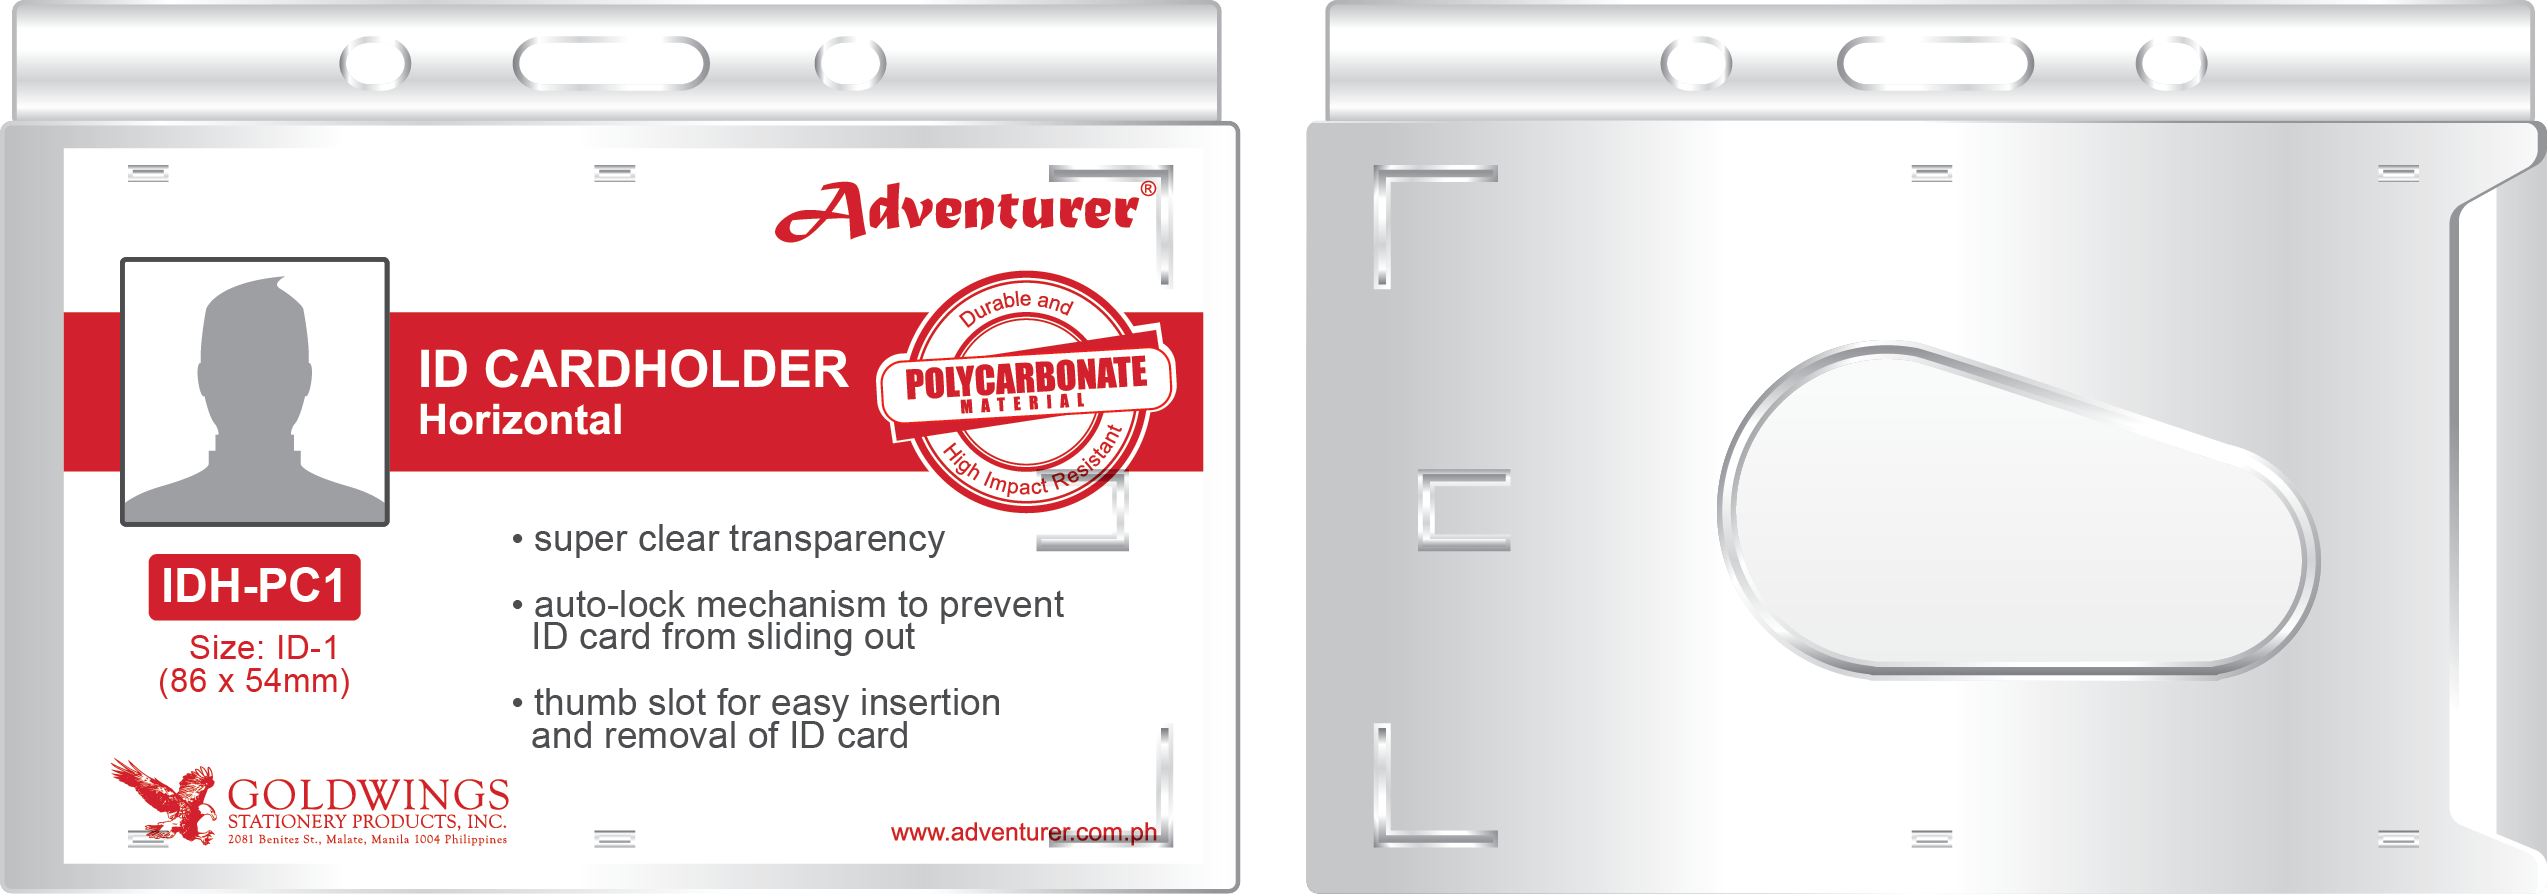 Adventurer®
Durable and
POLYCARBONATE
MATERIAL
High Impact Resistant
ID CARDHOLDER
Horizontal
IDH-PC1
Size: ID-1
(86 x 54mm)
• super clear transparency
• auto-lock mechanism to prevent
ID card from sliding out
• thumb slot for easy insertion
and removal of ID card
GOLDWINGS
STATIONERY PRODUCTS, INC.
2081 Benitez St., Malate, Manila 1004 Philippines
www.adventurer.com.ph